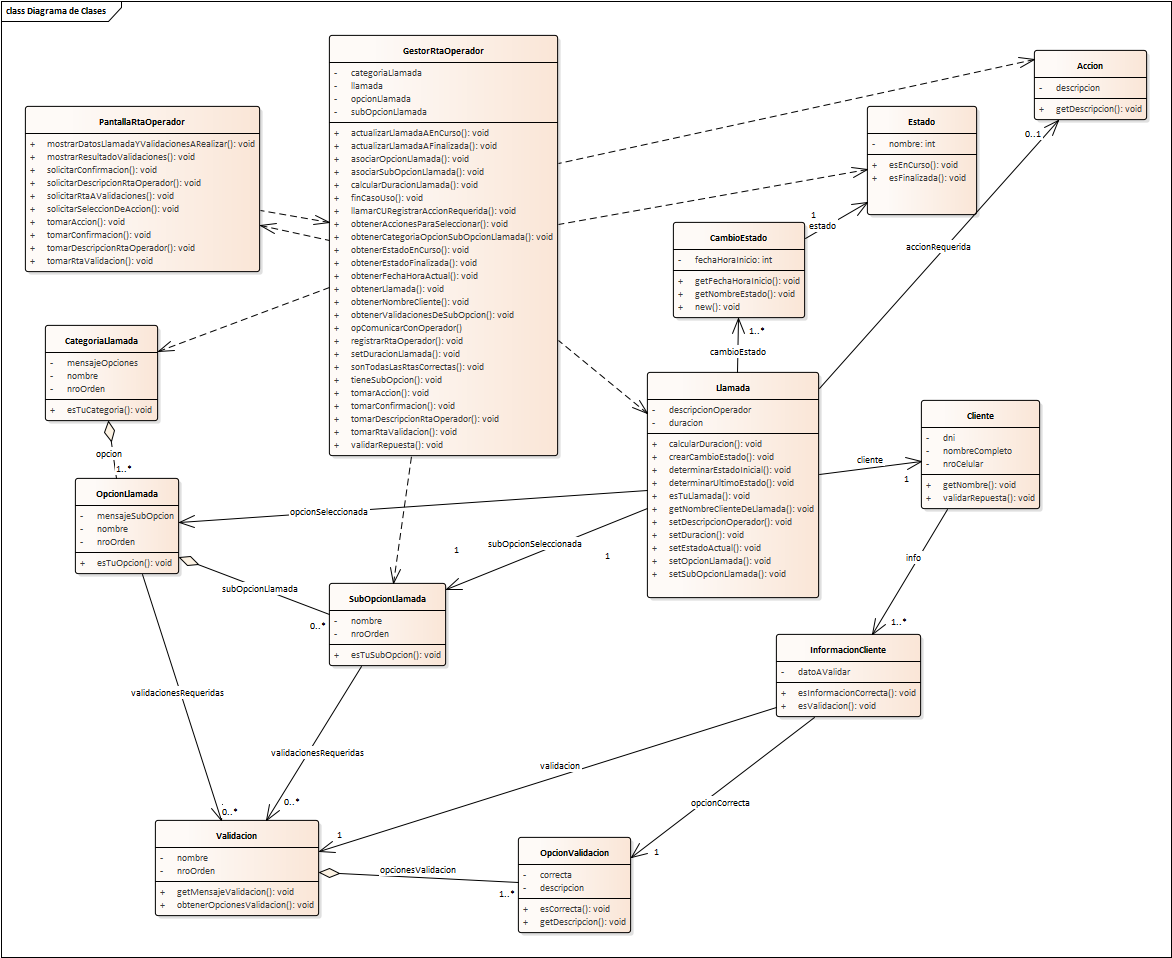 class Diagrama de Clases
GestorRtaOperador
- categoriaLlamada
- llamada
- opcionLlamada
- subOpcionLlamada
+ actualizarLlamadaAEnCurso(): void
+ actualizarLlamadaAFinalizada(): void
+ asociarOpcionLlamada(): void
+ asociarSubOpcionLlamada(): void
+ calcularDuracionLlamada(): void
+ finCasoUso(): void
+ llamarCURegistrarAccionRequerida(): void
+ obtenerAccionesParaSeleccionar(): void
+ obtenerCategoriaOpcionSubOpcionLlamada(): void
+ obtenerEstadoEnCurso(): void
+ obtenerEstadoFinalizada(): void
+ obtenerFechaHoraActual(): void
+ obtenerLlamada(): void
+ obtenerNombreCliente(): void
+ obtenerValidacionesDeSubOpcion(): void
+ opComunicarConOperador()
+ registrarRtaOperador(): void
+ setDuracionLlamada(): void
+ sonTodasLasRtasCorrectas(): void
+ tieneSubOpcion(): void
+ tomarAccion(): void
+ tomarConfirmacion(): void
+ tomarDescripcionRtaOperador(): void
+ tomarRtaValidacion(): void
+ validarRepuesta(): void
Accion
- descripcion
+ getDescripcion(): void
0..1
accionRequerida
PantallaRtaOperador
+ mostrarDatosLlamadaYValidacionesARealizar(): void
+ mostrarResultadoValidaciones(): void
+ solicitarConfirmacion(): void
+ solicitarDescripcionRtaOperador(): void
+ solicitarRtaAValidaciones(): void
+ solicitarSeleccionDeAccion(): void
+ tomarAccion(): void
+ tomarConfirmacion(): void
+ tomarDescripcionRtaOperador(): void
+ tomarRtaValidacion(): void
Estado
- nombre: int
+ esEnCurso(): void
+ esFinalizada(): void
1
estado
CambioEstado
- fechaHoraInicio: int
+ getFechaHoraInicio(): void
+ getNombreEstado(): void
+ new(): void
1..*
cambioEstado
CategoriaLlamada
- mensajeOpciones
- nombre
- nroOrden
+ esTuCategoria(): void
opcion
1..*
Llamada
- descripcionOperador
- duracion
+ calcularDuracion(): void
+ crearCambioEstado(): void
+ determinarEstadoInicial(): void
+ determinarUltimoEstado(): void
+ esTuLlamada(): void
+ getNombreClienteDeLlamada(): void
+ setDescripcionOperador(): void
+ setDuracion(): void
+ setEstadoActual(): void
+ setOpcionLlamada(): void
+ setSubOpcionLlamada(): void
Cliente
- dni
- nombreCompleto
- nroCelular
+ getNombre(): void
+ validarRepuesta(): void
cliente
1
OpcionLlamada
- mensajeSubOpcion
- nombre
- nroOrden
+ esTuOpcion(): void
opcionSeleccionada
1
subOpcionSeleccionada
1
info
1..*
subOpcionLlamada
0..*
SubOpcionLlamada
- nombre
- nroOrden
+ esTuSubOpcion(): void
InformacionCliente
- datoAValidar
+ esInformacionCorrecta(): void
+ esValidacion(): void
validacionesRequeridas
0..*
validacionesRequeridas
0..*
validacion
1
opcionCorrecta
1
Validacion
- nombre
- nroOrden
+ getMensajeValidacion(): void
+ obtenerOpcionesValidacion(): void
opcionesValidacion
1..*
OpcionValidacion
- correcta
- descripcion
+ esCorrecta(): void
+ getDescripcion(): void